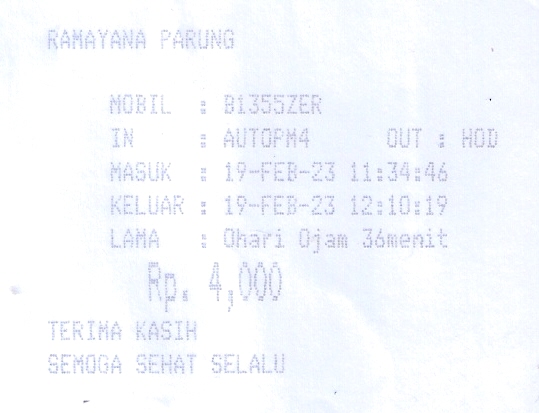 RAMAYANA PARUNG
MOBIL : B1355ZER
IN : AUTOPM4 OUT : HOD
MASUK : 19-FEB-23 11:34:46
KELUAR : 19-FEB-23 12:10:19
LAMA : 0hari 0jam 36menit
Rp. 4,000
TERIMA KASIH
SEMOGA SEHAT SELALU